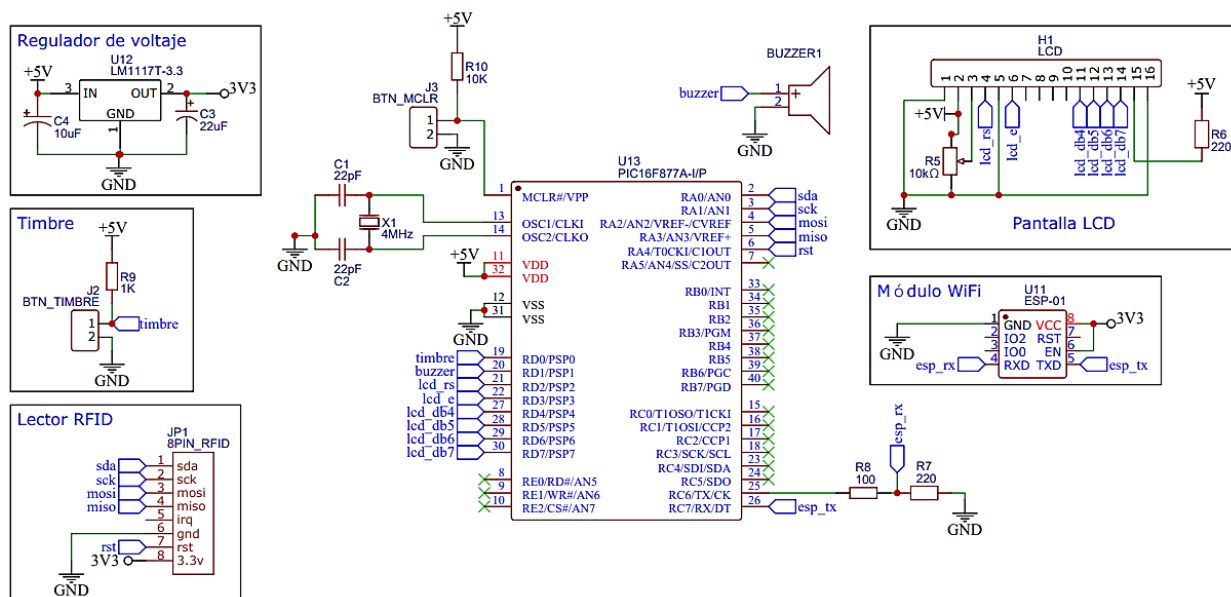 Regulador de voltaje
U12
LM1117T-3.3
+5V
3 IN OUT 2
3V3
GND
1
C4
10uF
C3
22uF
GND
Timbre
+5V
R9
1K
J2
BTN_TIMBRE
1
2
timbre
GND
Lector RFID
JP1
8PIN_RFID
sda 1 sda
sck 2 sck
mosi 3 mosi
miso 4 miso
5 irq
6 gnd
rst 7 rst
3V3 8 3.3v
GND
+5V
R10
10K
J3
BTN_MCLR
1
2
GND
C1
22pF
X1
4MHz
22pF
C2
GND
BUZZER1
buzzer 1 +
2
GND
U13
PIC16F877A-I/P
1 MCLR#/VPP
13 OSC1/CLKI
14 OSC2/CLKO
+5V
11 VDD
32 VDD
12 VSS
31 VSS
GND
timbre 19 RD0/PSP0
buzzer 20 RD1/PSP1
lcd_rs 21 RD2/PSP2
lcd_e 22 RD3/PSP3
lcd_db4 27 RD4/PSP4
lcd_db5 28 RD5/PSP5
lcd_db6 29 RD6/PSP6
lcd_db7 30 RD7/PSP7
8 RE0/RD#/AN5
9 RE1/WR#/AN6
10 RE2/CS#/AN7
RA0/AN0 2 sda
RA1/AN1 3 sck
RA2/AN2/VREF-/CVREF 4 mosi
RA3/AN3/VREF+ 5 miso
RA4/T0CKI/C1OUT 6 rst
RA5/AN4/SS/C2OUT 7
RB0/INT 33
RB1 34
RB2 35
RB3/PGM 36
RB4 37
RB5 38
RB6/PGC 39
RB7/PGD 40
RC0/T1OSO/T1CKI 15
RC1/T1OSI/CCP2 16
RC2/CCP1 17
RC3/SCK/SCL 18
RC4/SDI/SDA 23
RC5/SDO 24
RC6/TX/CK 25
RC7/RX/DT 26 esp_tx
esp_rx
R8
100
R7
220
GND
H1
LCD
1 2 3 4 5 6 7 8 9 10 11 12 13 14 15 16
+5V
R5
10kΩ
lcd_rs
lcd_e
lcd_db4
lcd_db5
lcd_db6
lcd_db7
+5V
R6
220
GND
Pantalla LCD
Módulo WiFi
U11
ESP-01
1 GND VCC 8
2 IO2 RST 7
3 IO0 EN 6
esp_rx 4 RXD TXD 5 esp_tx
3V3
GND